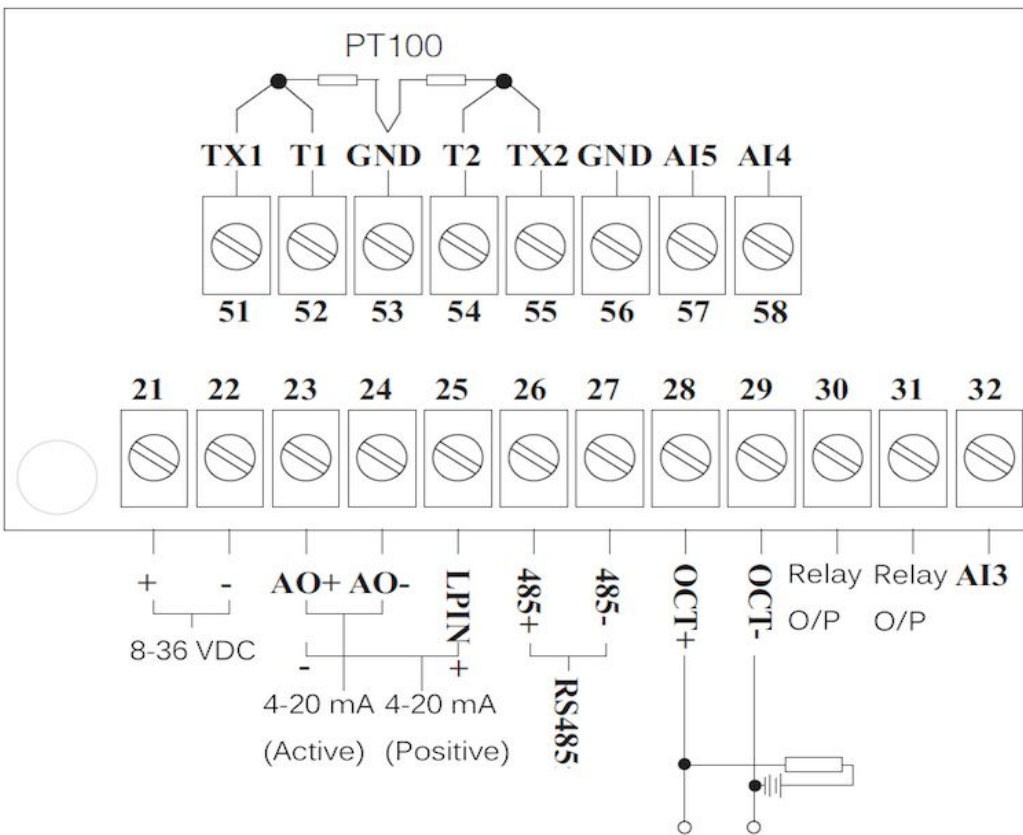 PT100
TX1 T1 GND T2 TX2 GND AI5 AI4
51 52 53 54 55 56 57 58
21 22 23 24 25 26 27 28 29 30 31 32
+ - AO+ AO- LPIN 485+ 485- OCT+ OCT- Relay Relay AI3
O/P O/P
8-36 VDC
- +
4-20 mA 4-20 mA
(Active) (Positive)
RS485